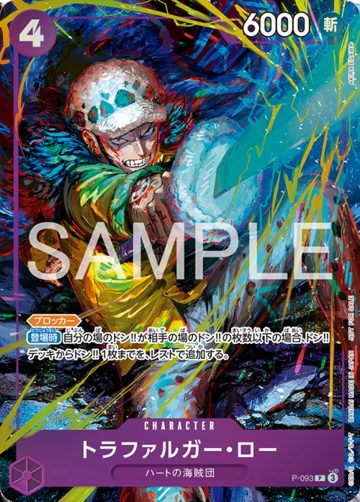 4
6000 斬
SAMPLE
ブロッカー
登場時 自分の場のドン!!が相手の場のドン!!の枚数以下の場合、ドン!!
デッキからドン!!1枚までを、レストで追加する。
CHARACTER
トラファルガー・ロー
ハートの海賊団
P-093 P 3